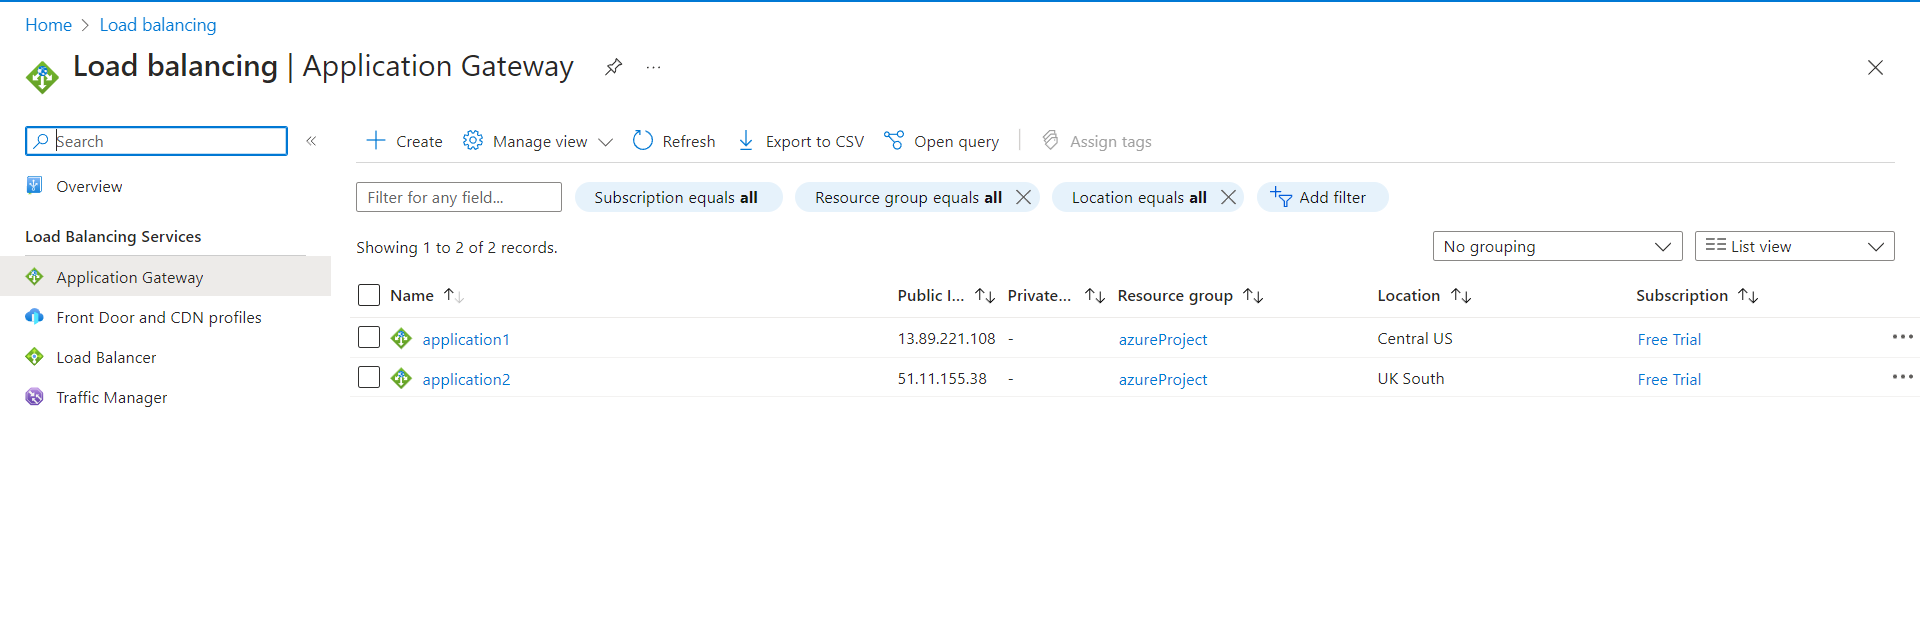 Home > Load balancing
Load balancing | Application Gateway ...
Search «
Overview
Load Balancing Services
Application Gateway
Front Door and CDN profiles
Load Balancer
Traffic Manager
Create Manage view Refresh Export to CSV Open query Assign tags
Filter for any field... Subscription equals all Resource group equals all Location equals all Add filter
Showing 1 to 2 of 2 records. No grouping List view
Name Public I... Private... Resource group Location Subscription
application1 13.89.221.108 - azureProject Central US Free Trial ...
application2 51.11.155.38 - azureProject UK South Free Trial ...